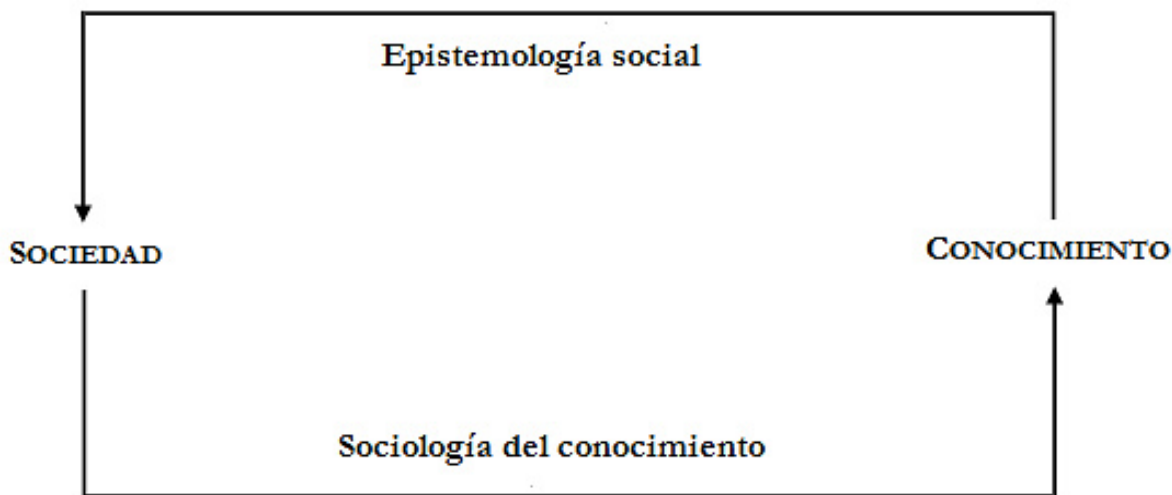 Epistemología social
SOCIEDAD
CONOCIMIENTO
Sociología del conocimiento